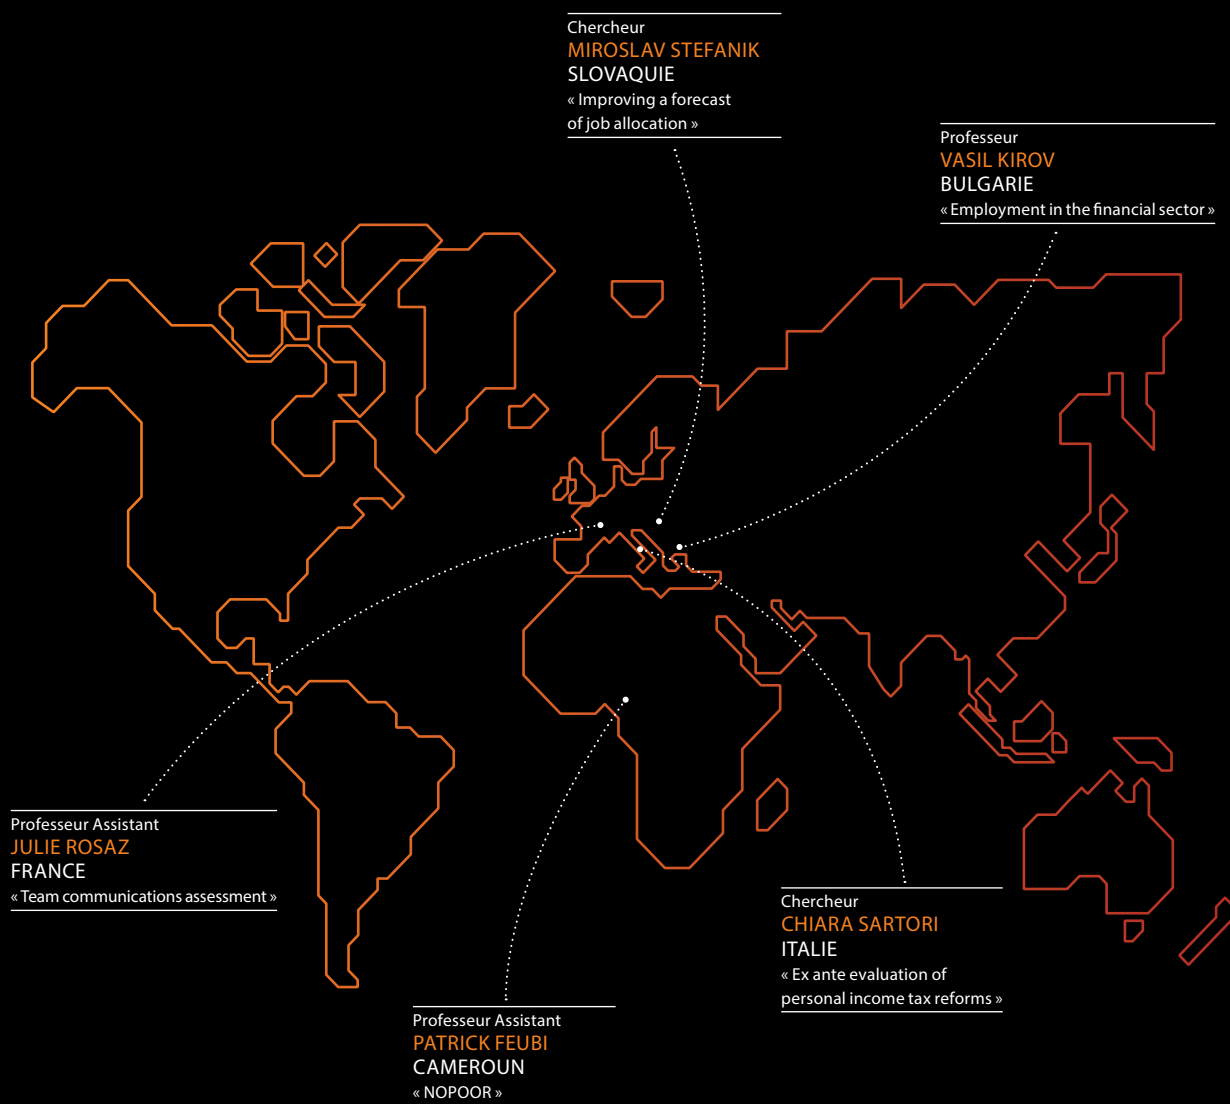 Chercheur
MIROSLAV STEFANIK
SLOVAQUIE
« Improving a forecast
of job allocation »
Professeur
VASIL KIROV
BULGARIE
« Employment in the financial sector »
Professeur Assistant
JULIE ROSAZ
FRANCE
« Team communications assessment »
Chercheur
CHIARA SARTORI
ITALIE
« Ex ante evaluation of
personal income tax reforms »
Professeur Assistant
PATRICK FEUBI
CAMEROUN
« NOPOOR »